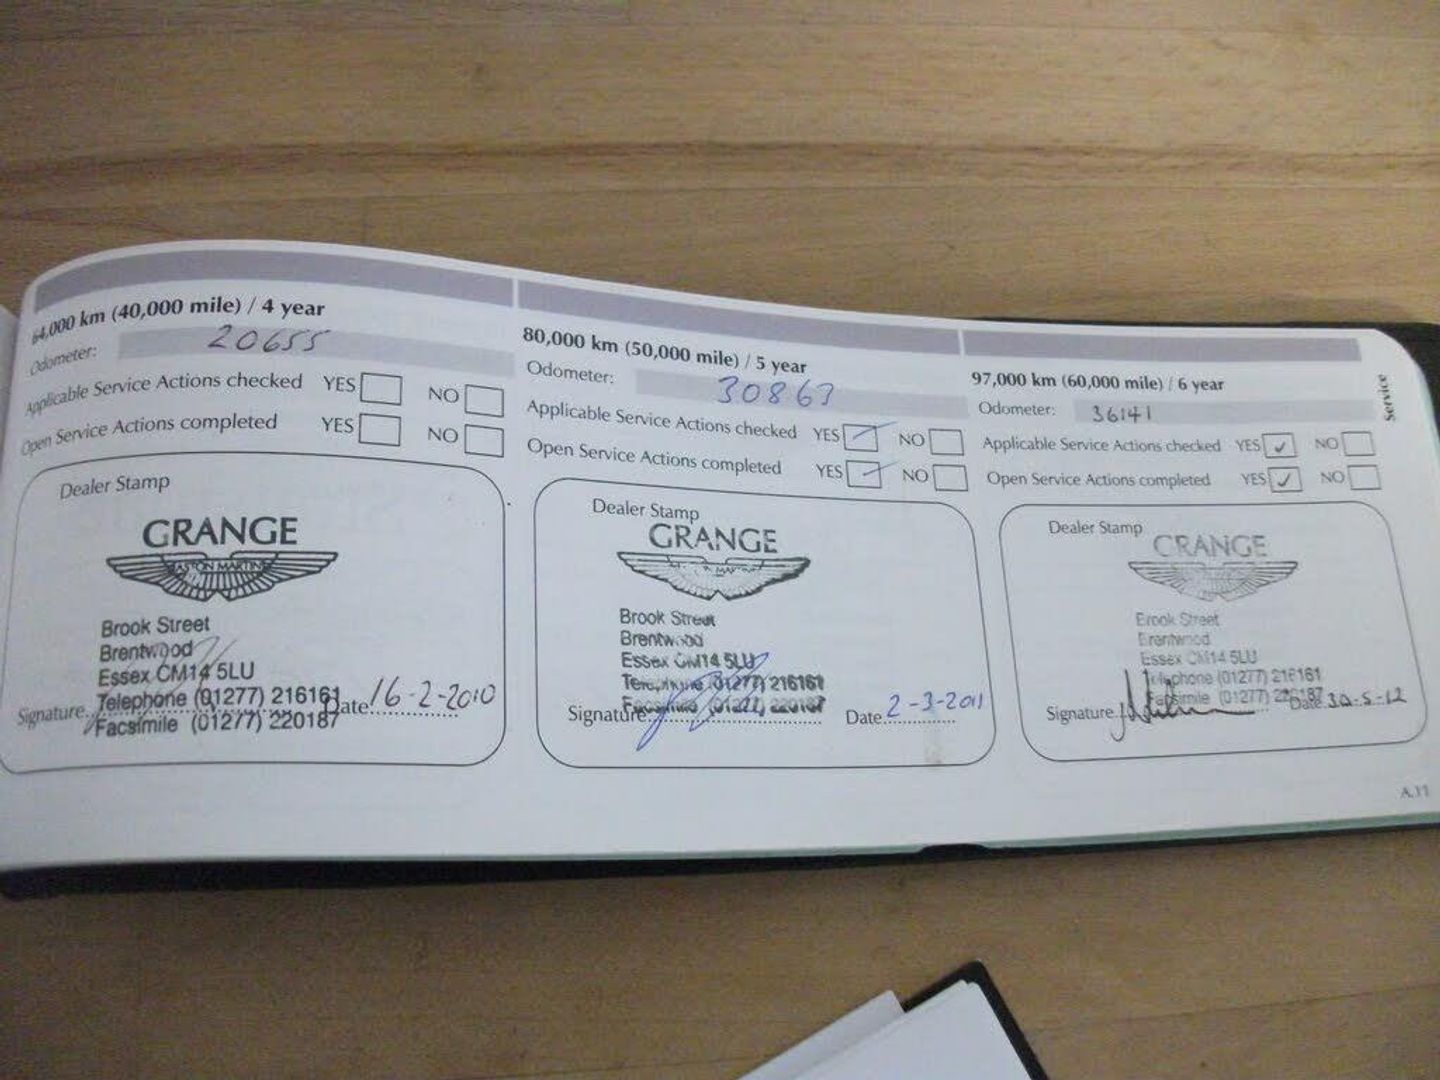 64,000 km (40,000 mile) / 4 year
Odometer: 20655
Applicable Service Actions checked YES NO
Open Service Actions completed YES NO
Dealer Stamp
GRANGE
ASTON MARTIN
Brook Street
Brentwood
Essex CM14 5LU
Telephone (01277) 216161
Signature Date 16-2-2010
Facsimile (01277) 220187
80,000 km (50,000 mile) / 5 year
Odometer: 30863
Applicable Service Actions checked YES ✓ NO
Open Service Actions completed YES ✓ NO
Dealer Stamp
GRANGE
MARTIN
Brook Street
Brentwood
Essex CM14 5LU
Telephone (01277) 216161
Facsimile (01277) 220187
Signature Date 2-3-2011
97,000 km (60,000 mile) / 6 year
Odometer: 36141
Applicable Service Actions checked YES ✓ NO
Open Service Actions completed YES ✓ NO
Dealer Stamp
GRANGE
Brook Street
Brentwood
Essex CM14 5LU
Telephone (01277) 216161
Facsimile (01277) 220187
Signature Date 30-5-12
Service
A.11